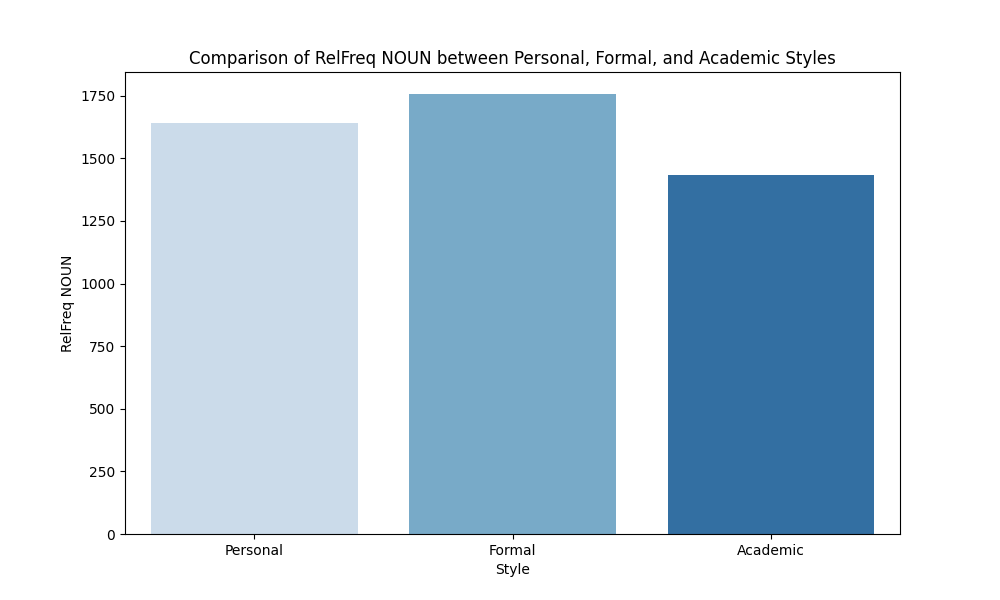 Comparison of RelFreq NOUN between Personal, Formal, and Academic Styles
RelFreq NOUN
1750
1500
1250
1000
750
500
250
0
Personal Formal Academic
Style